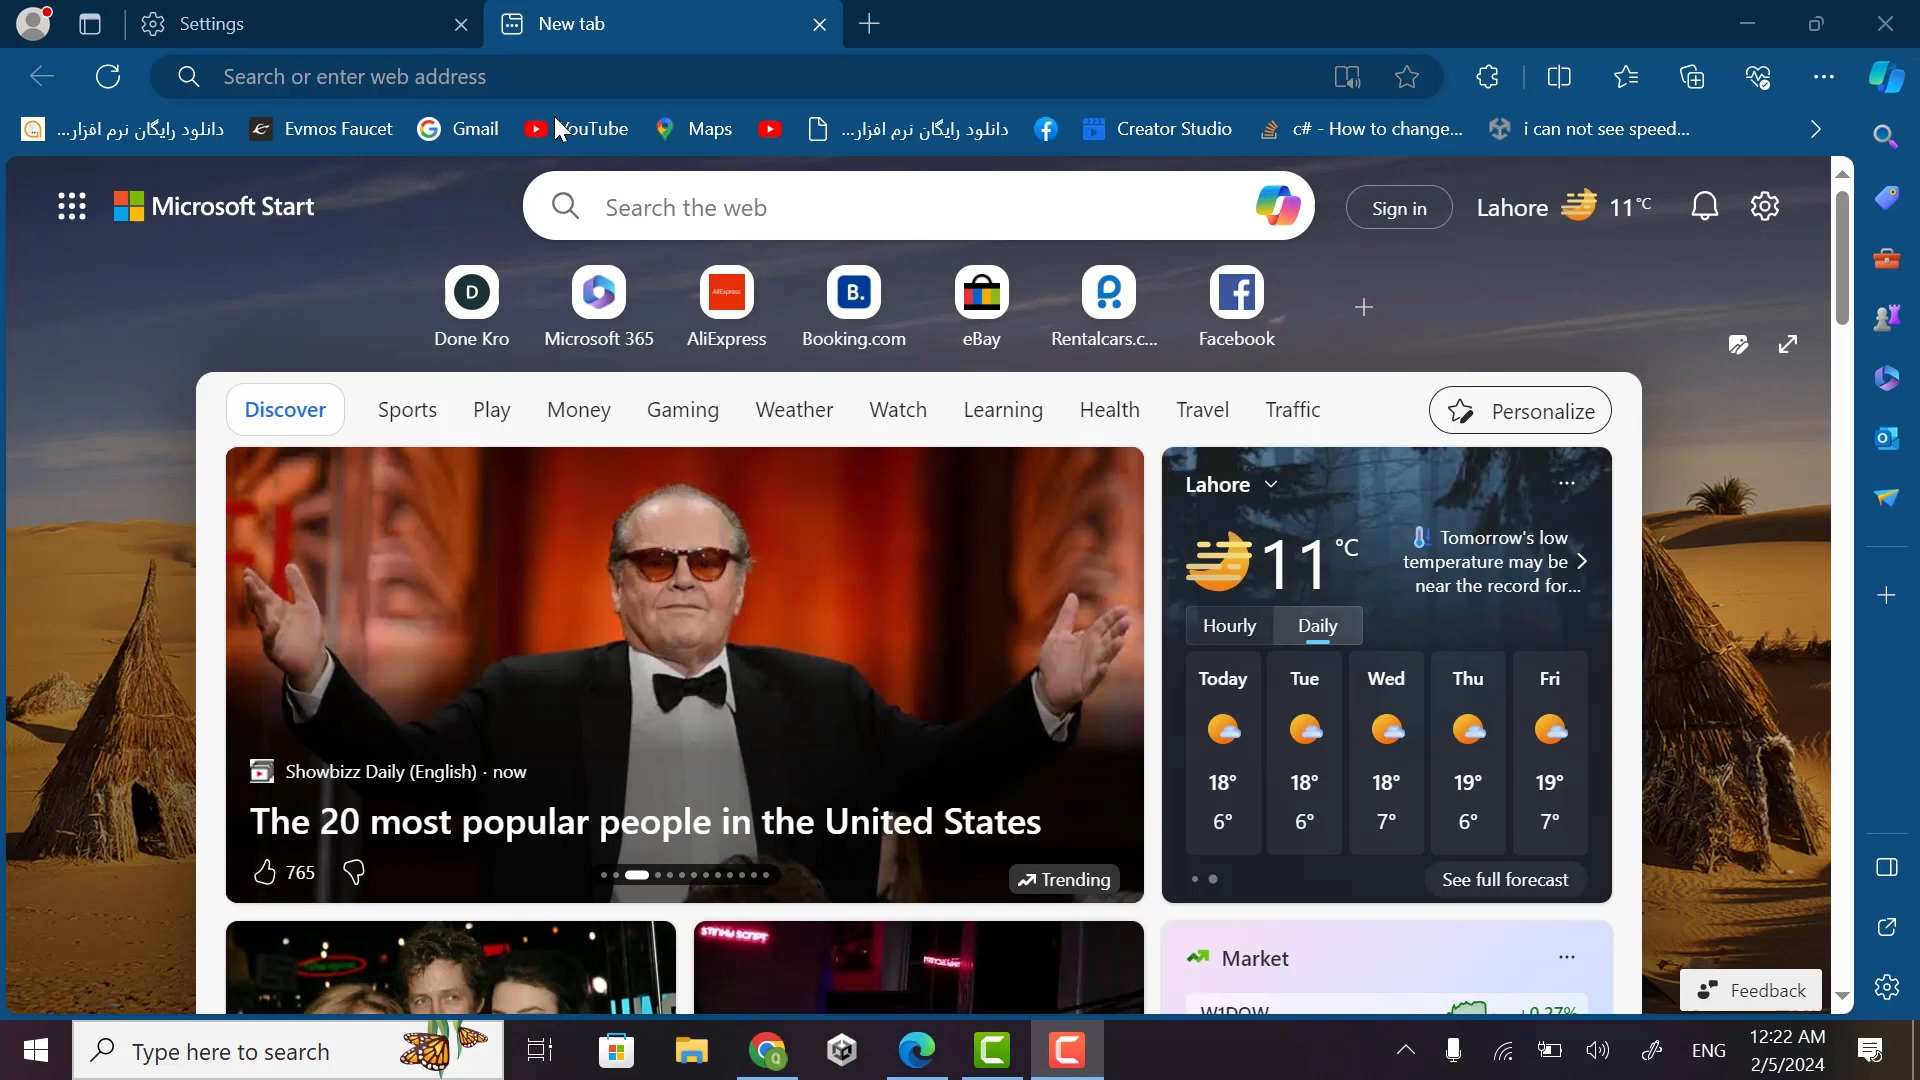 Settings
New tab
Search or enter web address
دانلود رایگان نرم افزار...
Evmos Faucet
Gmail
YouTube
Maps
دانلود رایگان نرم افزار...
Creator Studio
c# - How to change...
i can not see speed...
Microsoft Start
Search the web
Sign in
Lahore
11°C
D
Done Kro
Microsoft 365
AliExpress
AliExpress
B.
Booking.com
eBay
Rentalcars.c...
Facebook
Discover
Sports
Play
Money
Gaming
Weather
Watch
Learning
Health
Travel
Traffic
Personalize
Showbizz Daily (English) · now
The 20 most popular people in the United States
765
Trending
Lahore
11 °C
Tomorrow's low
temperature may be
near the record for...
Hourly
Daily
Today
Tue
Wed
Thu
Fri
18°
18°
18°
19°
19°
6°
6°
7°
6°
7°
See full forecast
STINKY SCRIPT
Market
W1DOW
+0.27%
Feedback
Type here to search
ENG
12:22 AM
2/5/2024